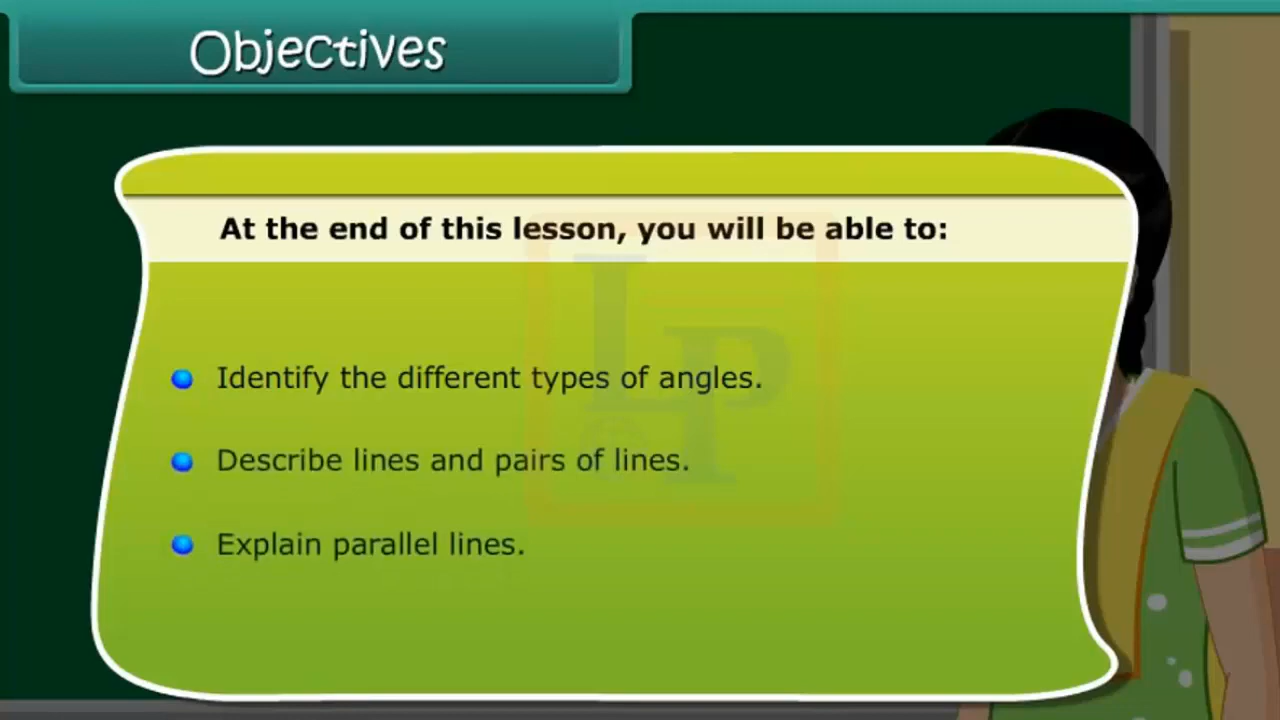 Objectives
At the end of this lesson, you will be able to:
Identify the different types of angles.
Describe lines and pairs of lines.
Explain parallel lines.
LP